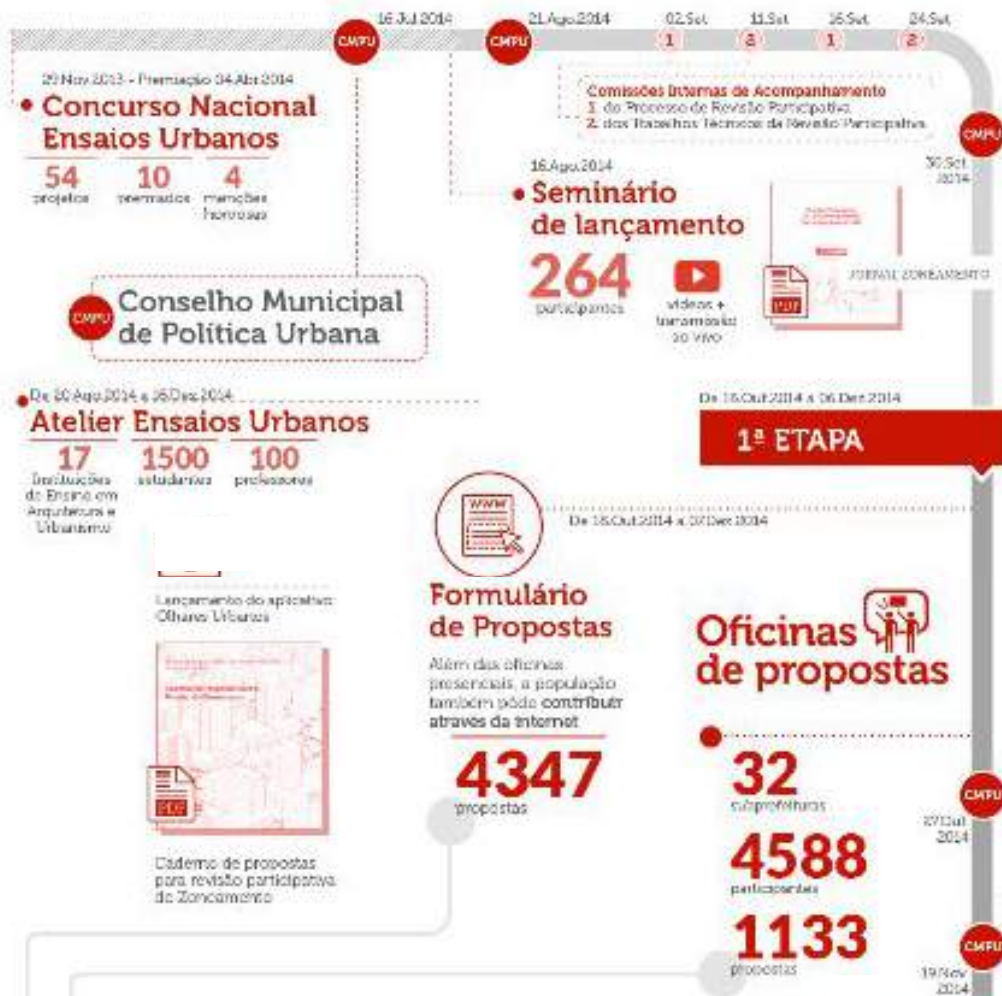 16.Jul.2014
21.Ago.2014
02.Set
11.Set
16.Set
24.Set
CMPU
CMPU
1
2
1
2
29.Nov.2013 - Premiação 04.Abr.2014
Concurso Nacional
Ensaios Urbanos
54
projetos
10
premiados
4
menções
honrosas
Comissões Internas de Acompanhamento
1. do Processo de Revisão Participativa
2. dos Trabalhos Técnicos da Revisão Participativa
CMPU
30.Set
2014
16.Ago.2014
Seminário
de lançamento
264
participantes
vídeos +
transmissão
ao vivo
PDF
JORNAL ZONEAMENTO
CMPU
Conselho Municipal
de Política Urbana
De 20.Ago.2014 a 16.Dez.2014
Atelier Ensaios Urbanos
17
Instituições
de Ensino em
Arquitetura e
Urbanismo
1500
estudantes
100
professores
De 16.Out.2014 a 06.Dez.2014
1ª ETAPA
www
De 18.Out.2014 a 07.Dez.2014
Lançamento do aplicativo
Olhares Urbanos
PDF
Caderno de propostas
para revisão participativa
do Zoneamento
Formulário
de Propostas
Além das oficinas
presenciais, a população
também pôde contribuir
através da internet
4347
propostas
Oficinas
de propostas
32
subprefeituras
4588
participantes
1133
propostas
CMPU
27.Out
2014
CMPU
19.Nov
2014